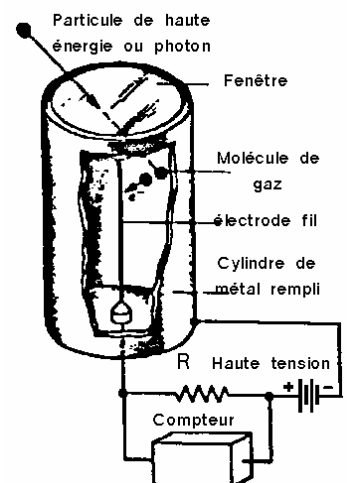 Particule de haute
énergie ou photon
Fenêtre
Molécule de
gaz
électrode fil
Cylindre de
métal rempli
R Haute tension
+ −
Compteur